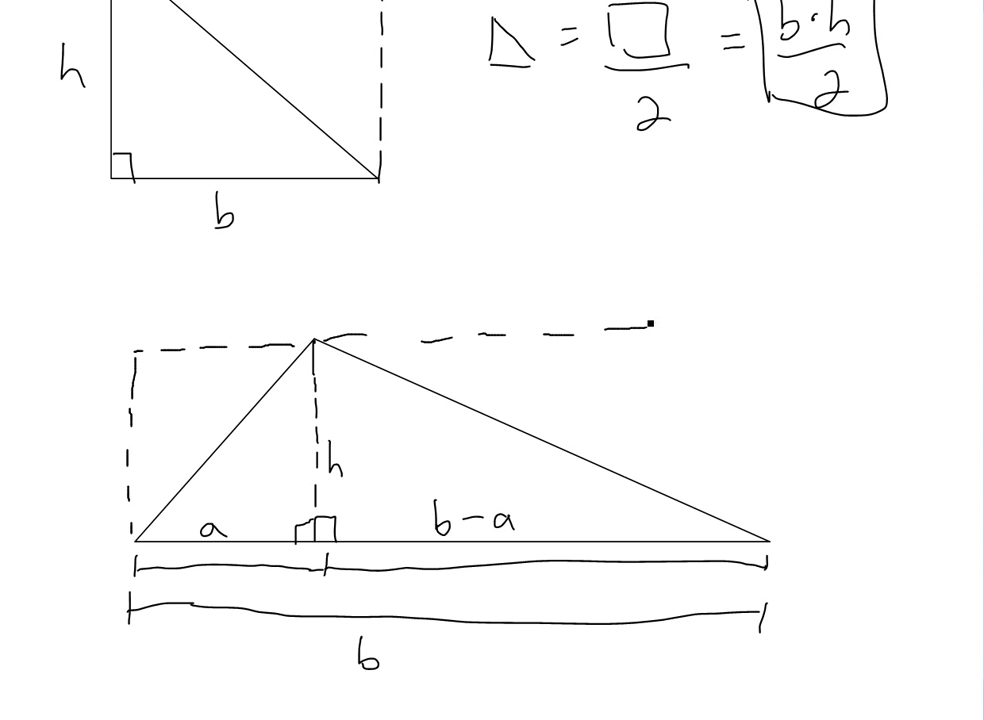 h
b
△ = □/2 = b·h/2
h
a b-a
b